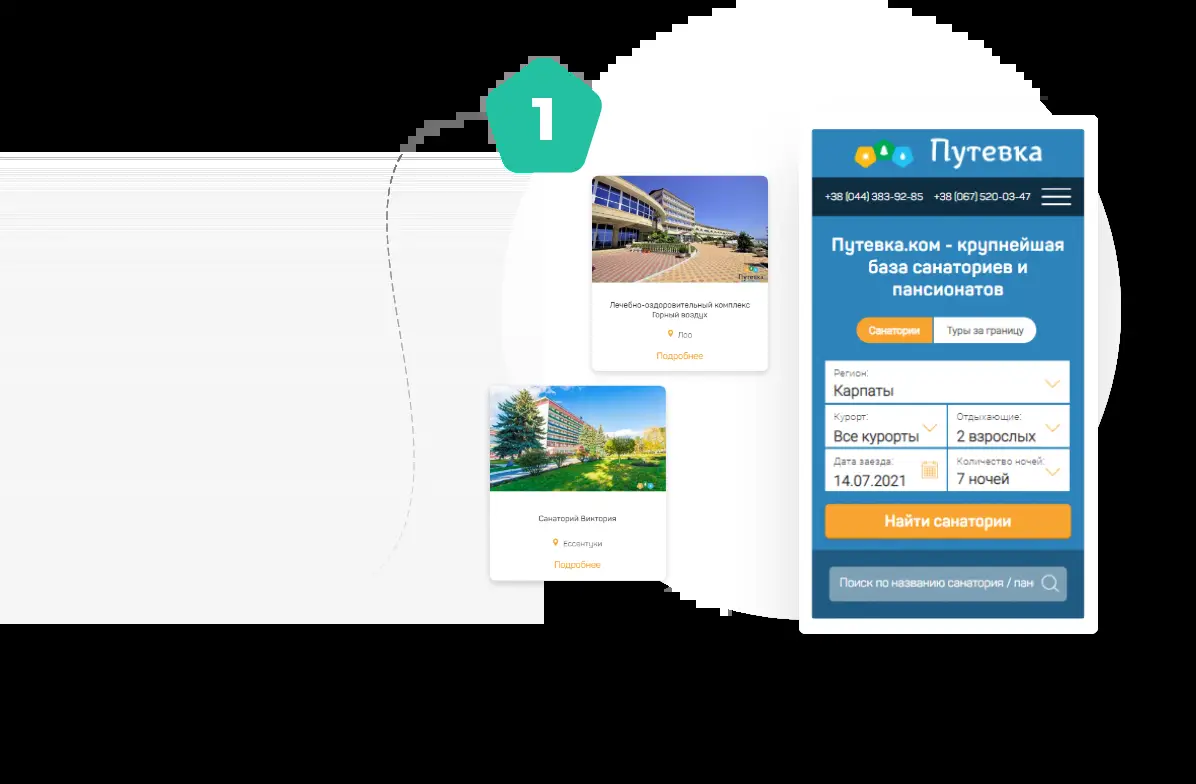 1
Путевка
Лечебно-оздоровительный комплекс
Горный воздух
Лоо
Подробнее
Санаторий Виктория
Ессентуки
Подробнее
Путевка
+38 (044) 383-92-85 +38 (067) 520-03-47
Путевка.ком - крупнейшая
база санаториев и
пансионатов
Санатории Туры за границу
Регион:
Карпаты
Курорт: Отдыхающие:
Все курорты 2 взрослых
Дата заезда: Количество ночей:
14.07.2021 7 ночей
Найти санатории
Поиск по названию санатория / пан